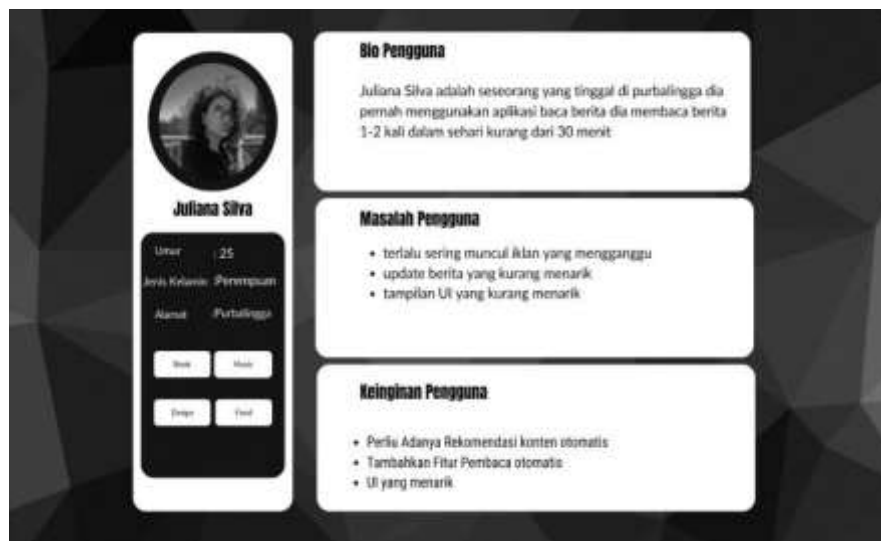 Juliana Silva
Umur : 25
Jenis Kelamin :Perempuan
Alamat :Purbalingga
Music
Design Food
Bio Pengguna
Juliana Silva adalah seseorang yang tinggal di purbalingga dia
pernah menggunakan aplikasi baca berita dia membaca berita
1-2 kali dalam sehari kurang dari 30 menit
Masalah Pengguna
• terlalu sering muncul iklan yang mengganggu
• update berita yang kurang menarik
• tampilan UI yang kurang menarik
Keinginan Pengguna
• Perlu Adanya Rekomendasi konten otomatis
• Tambahkan Fitur Pembaca otomatis
• UI yang menarik